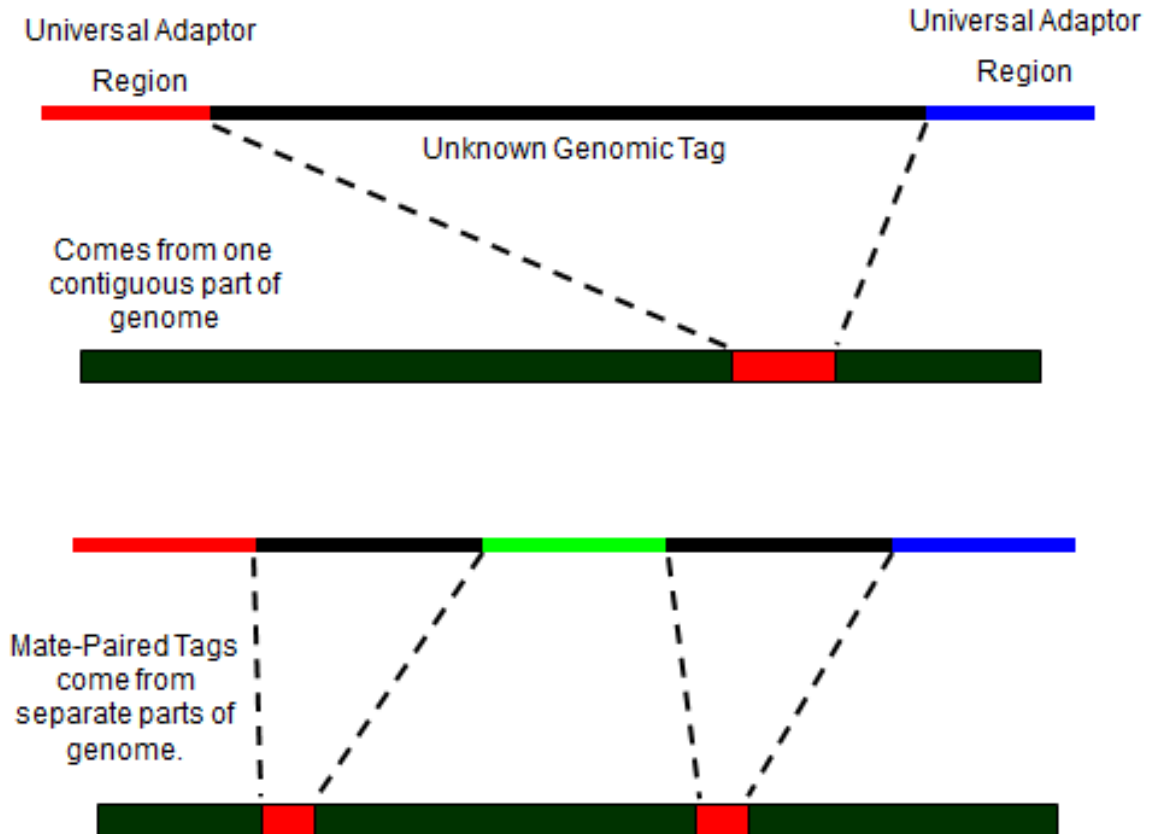 Universal Adaptor
Region
Universal Adaptor
Region
Unknown Genomic Tag
Comes from one
contiguous part of
genome
Mate-Paired Tags
come from
separate parts of
genome.